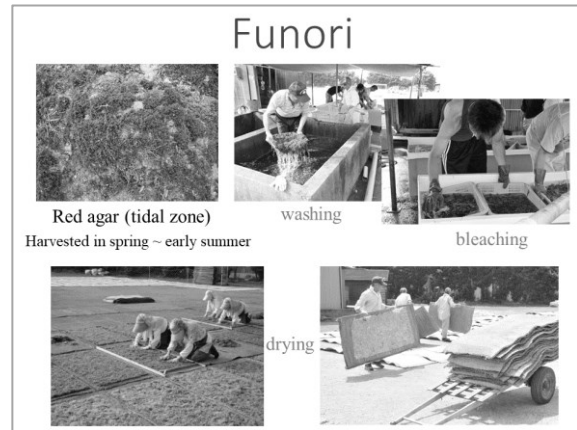 Funori
Red agar (tidal zone)
Harvested in spring ~ early summer
washing
bleaching
drying